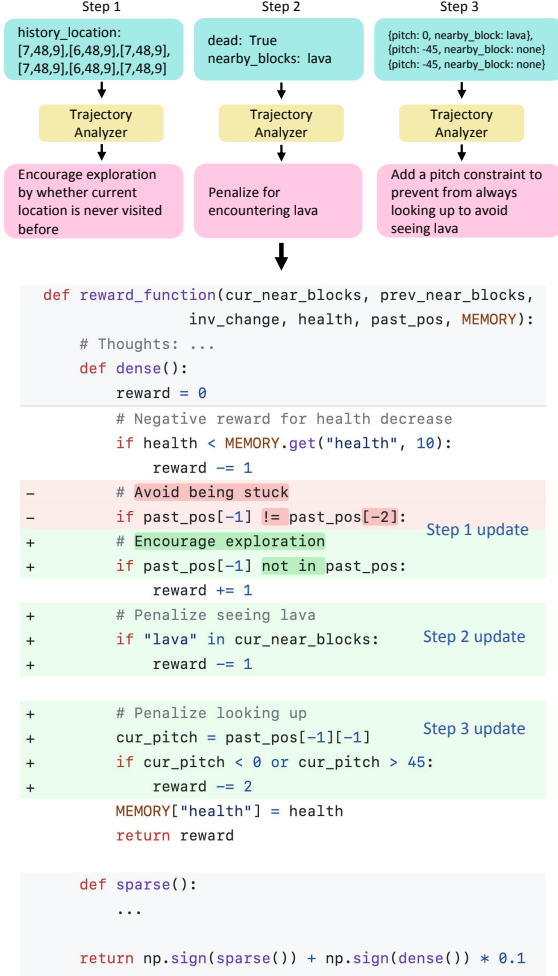 Step 1
Step 2
Step 3
history_location:
[7,48,9],[6,48,9],[7,48,9],
[7,48,9],[6,48,9],[7,48,9]
dead: True
nearby_blocks: lava
{pitch: 0, nearby_block: lava},
{pitch: -45, nearby_block: none}
{pitch: -45, nearby_block: none}
Trajectory
Analyzer
Trajectory
Analyzer
Trajectory
Analyzer
Encourage exploration
by whether current
location is never visited
before
Penalize for
encountering lava
Add a pitch constraint to
prevent from always
looking up to avoid
seeing lava
def reward_function(cur_near_blocks, prev_near_blocks,
inv_change, health, past_pos, MEMORY):
# Thoughts: ...
def dense():
reward = 0
# Negative reward for health decrease
if health < MEMORY.get("health", 10):
reward -= 1
- # Avoid being stuck
- if past_pos[-1] != past_pos[-2]:
Step 1 update
+ # Encourage exploration
+ if past_pos[-1] not in past_pos:
reward += 1
+ # Penalize seeing lava
+ if "lava" in cur_near_blocks:
Step 2 update
+ reward -= 1
+ # Penalize looking up
Step 3 update
+ cur_pitch = past_pos[-1][-1]
+ if cur_pitch < 0 or cur_pitch > 45:
+ reward -= 2
MEMORY["health"] = health
return reward
def sparse():
...
return np.sign(sparse()) + np.sign(dense()) * 0.1